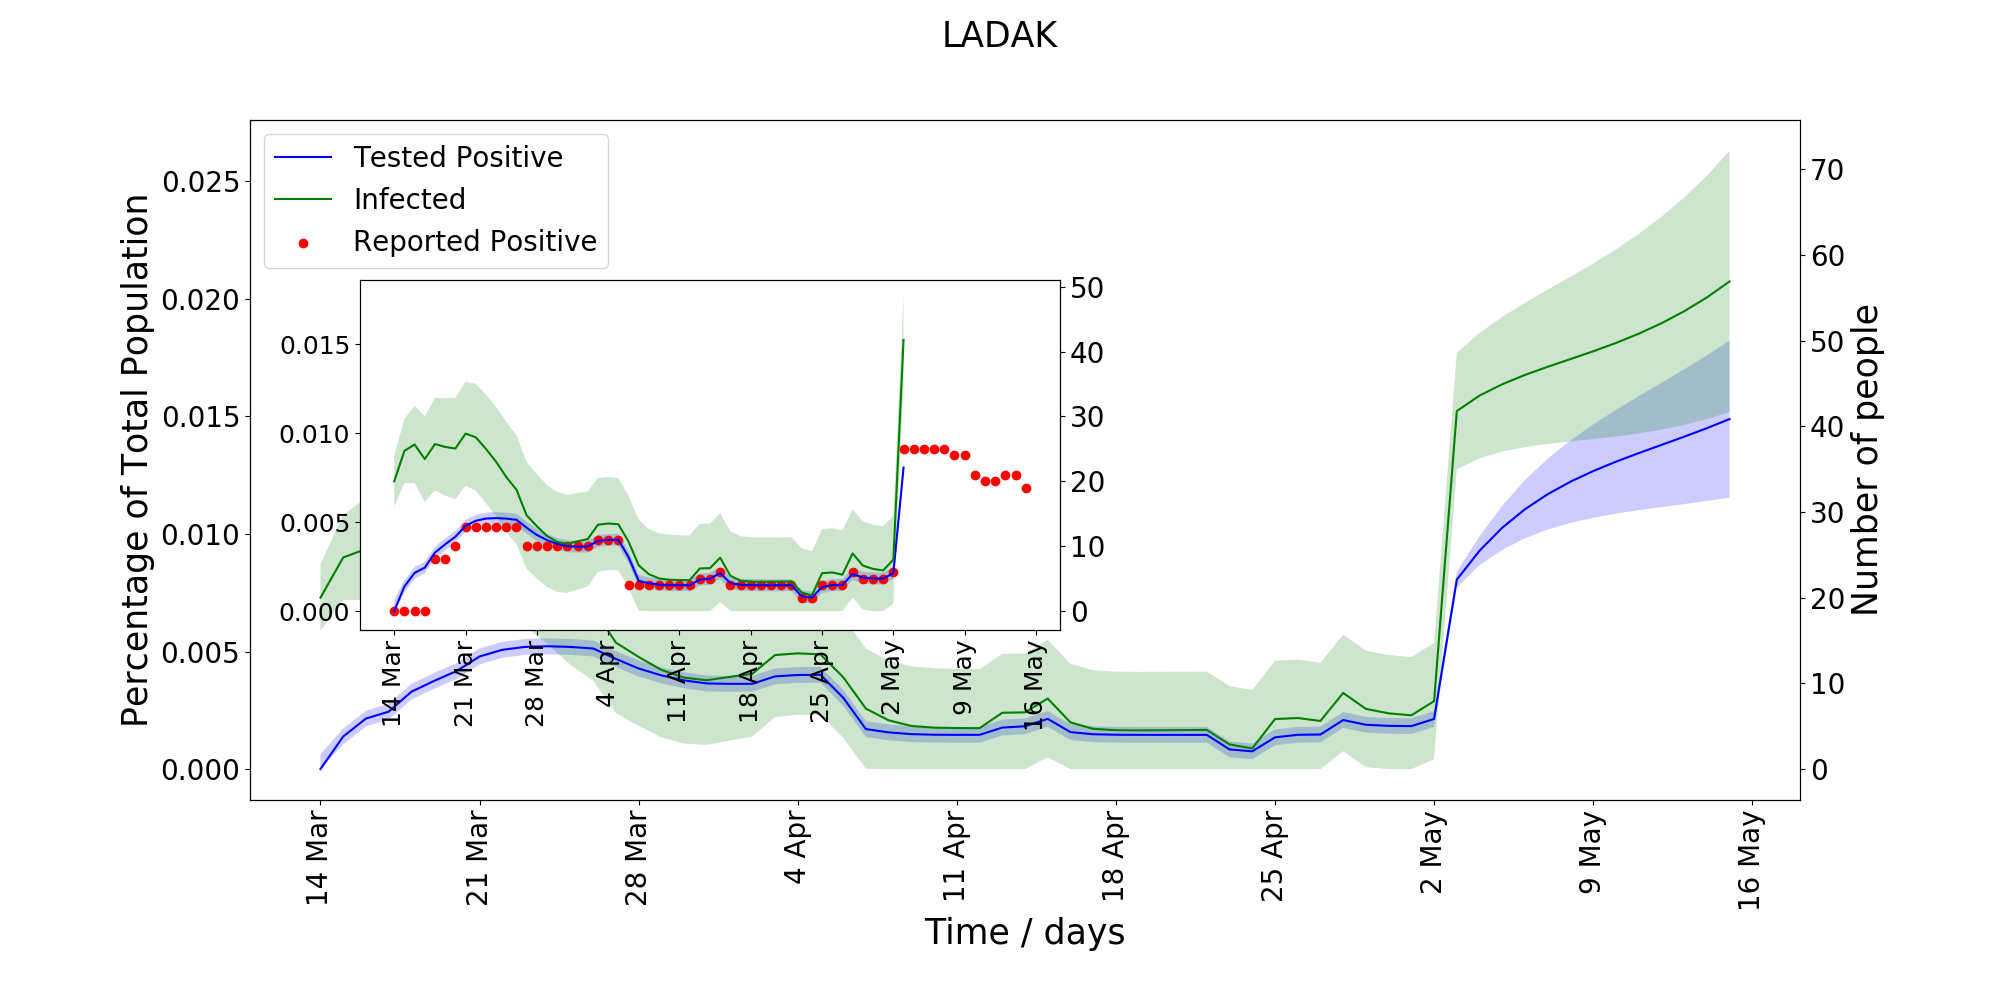 LADAK
Tested Positive
Infected
Reported Positive
Percentage of Total Population
0.025
0.020
0.015
0.010
0.005
0.000
70
60
50
40
30
20
10
0
Number of people
0.015
0.010
0.005
0.000
50
40
30
20
10
0
14 Mar
21 Mar
28 Mar
4 Apr
11 Apr
18 Apr
25 Apr
2 May
9 May
16 May
14 Mar
21 Mar
28 Mar
4 Apr
11 Apr
18 Apr
25 Apr
2 May
9 May
16 May
Time / days